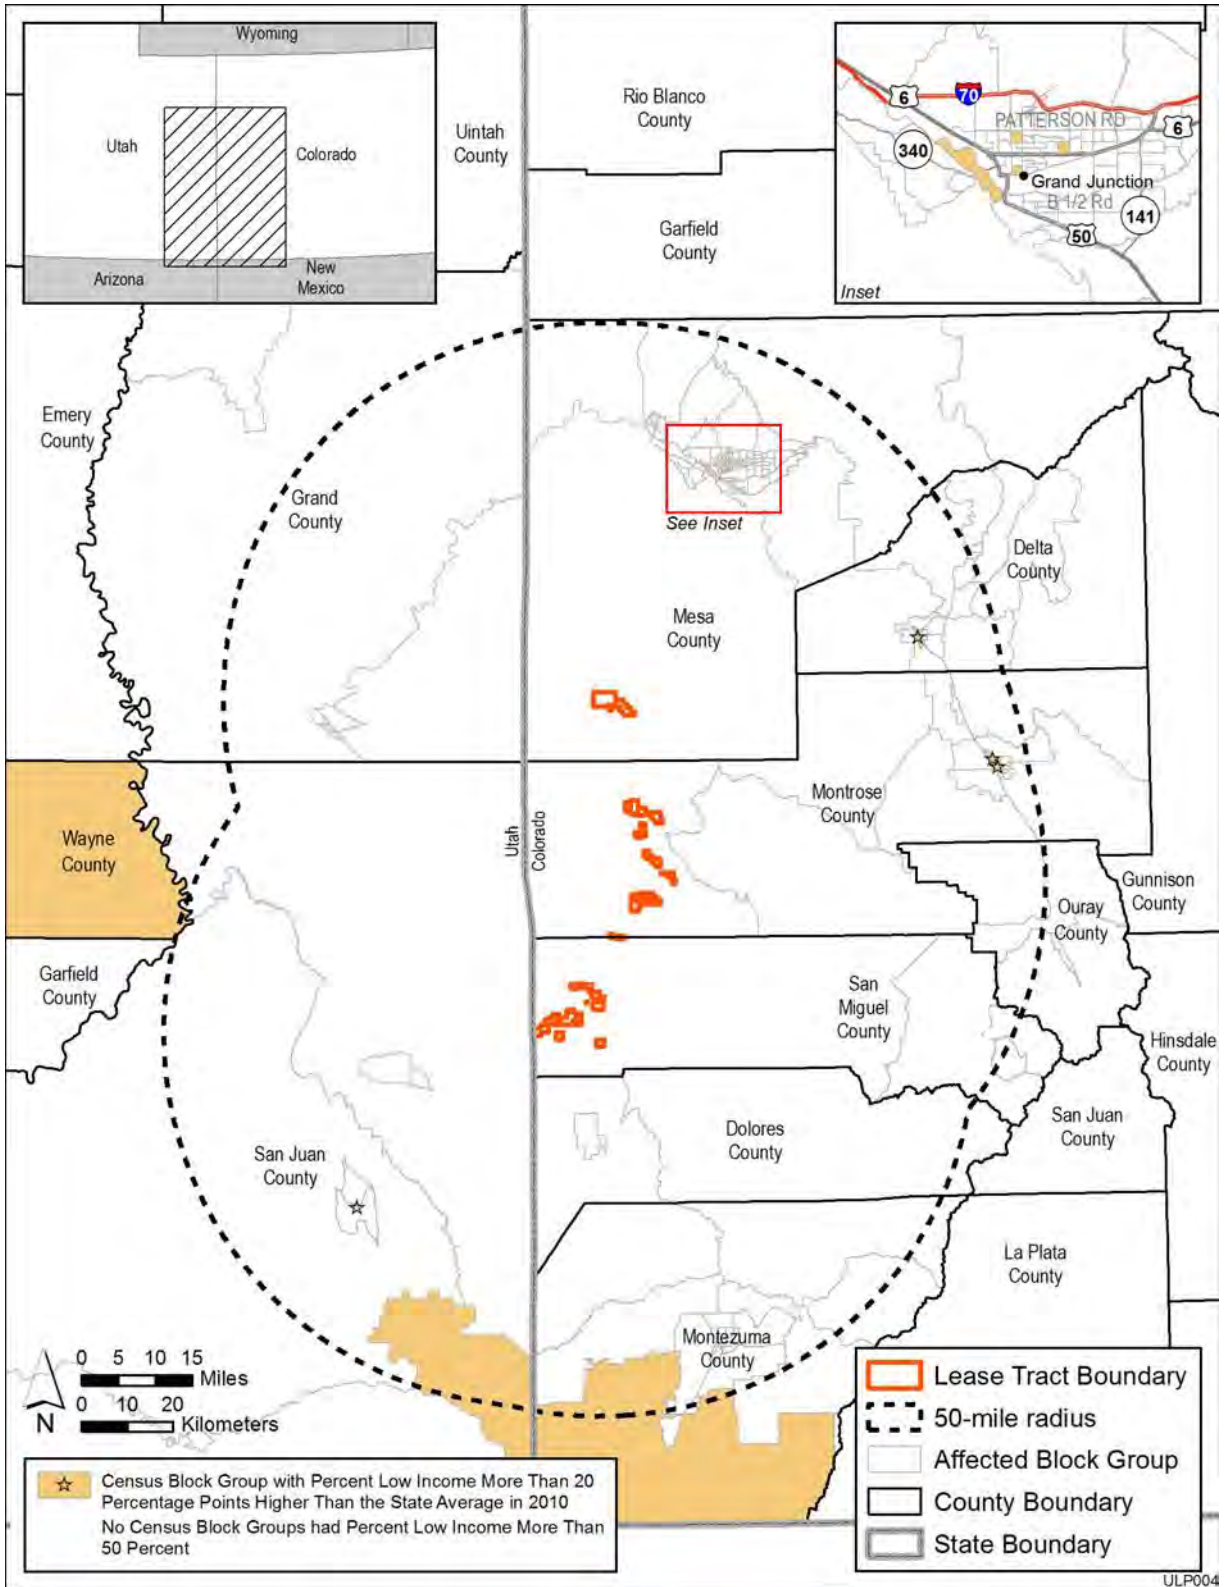 Wyoming
Utah
Colorado
Arizona
New
Mexico
Uintah
County
Rio Blanco
County
Garfield
County
6
70
PATTERSON RD
6
340
Grand Junction
B 1/2 Rd
141
50
Inset
Emery
County
Grand
County
See Inset
Delta
County
Mesa
County
Wayne
County
Utah
Colorado
Montrose
County
Gunnison
County
Ouray
County
Garfield
County
San
Miguel
County
Hinsdale
County
Dolores
County
San Juan
County
San Juan
County
La Plata
County
Montezuma
County
0 5 10 15
Miles
0 10 20
Kilometers
N
Census Block Group with Percent Low Income More Than 20
Percentage Points Higher Than the State Average in 2010
No Census Block Groups had Percent Low Income More Than
50 Percent
Lease Tract Boundary
50-mile radius
Affected Block Group
County Boundary
State Boundary
ULP004